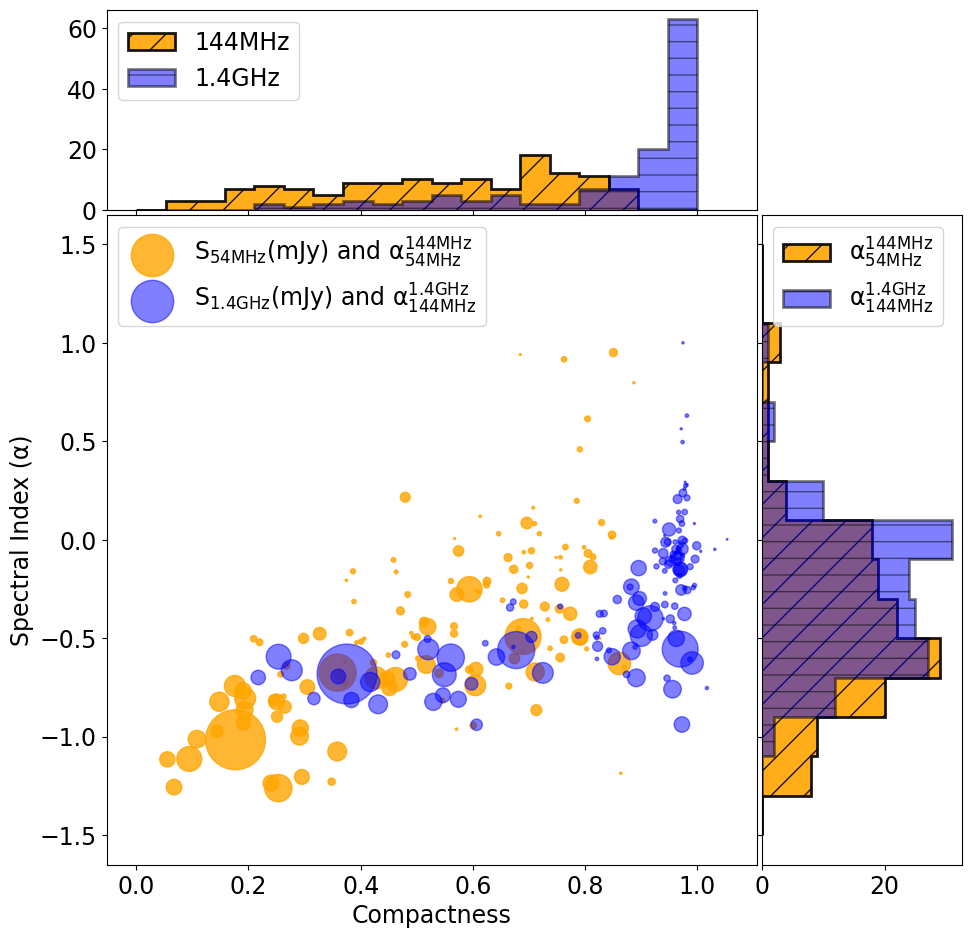 60
40
20
0
144MHz
1.4GHz
1.5
1.0
0.5
0.0
−0.5
−1.0
−1.5
Spectral Index (α)
S54MHz(mJy) and α144MHz54MHz
S1.4GHz(mJy) and α1.4GHz144MHz
α144MHz54MHz
α1.4GHz144MHz
0.0 0.2 0.4 0.6 0.8 1.0
Compactness
0 20